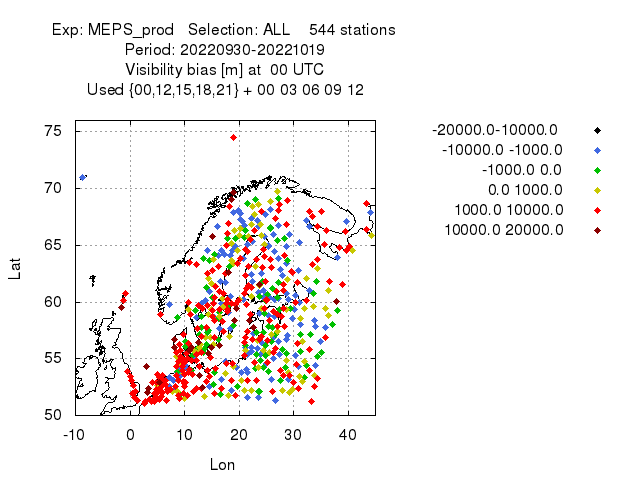 Exp: MEPS_prod   Selection: ALL    544 stations
Period: 20220930-20221019
Visibility bias [m] at  00 UTC
Used {00,12,15,18,21} + 00 03 06 09 12
-20000.0-10000.0
-10000.0 -1000.0
-1000.0 0.0
0.0 1000.0
1000.0 10000.0
10000.0 20000.0
75
70
65
60
55
50
Lat
-10 0 10 20 30 40
Lon